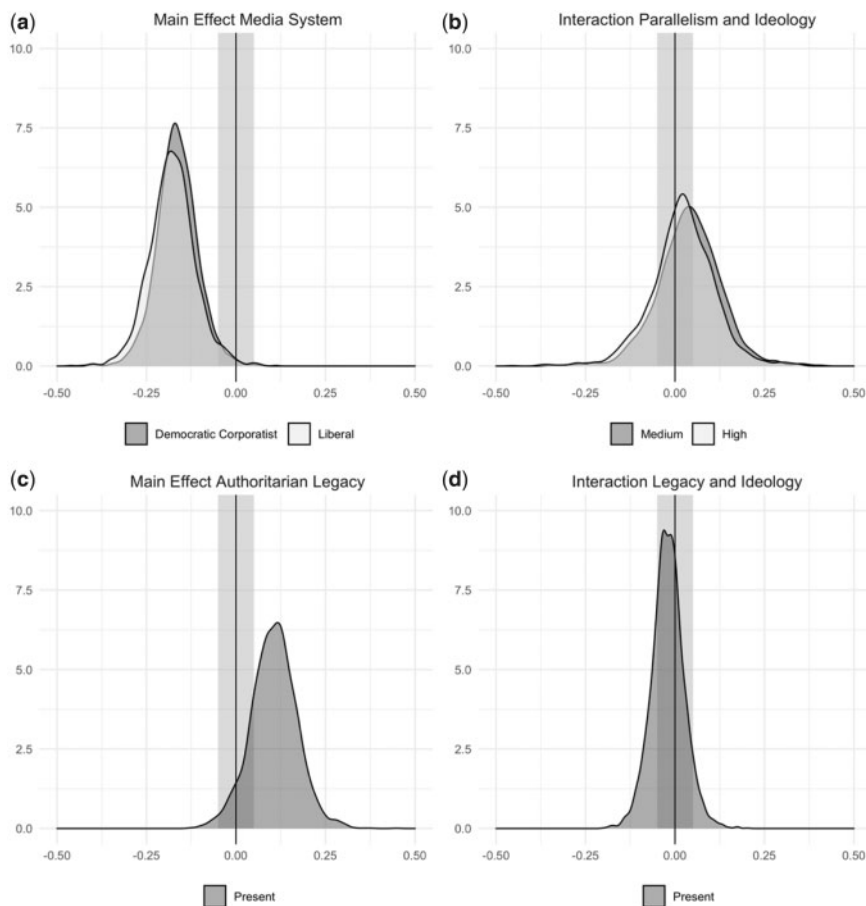 (a) Main Effect Media System
10.0
7.5
5.0
2.5
0.0
-0.50 -0.25 0.00 0.25 0.50
Democratic Corporatist Liberal
(b) Interaction Parallelism and Ideology
10.0
7.5
5.0
2.5
0.0
-0.50 -0.25 0.00 0.25 0.50
Medium High
(c) Main Effect Authoritarian Legacy
10.0
7.5
5.0
2.5
0.0
-0.50 -0.25 0.00 0.25 0.50
Present
(d) Interaction Legacy and Ideology
10.0
7.5
5.0
2.5
0.0
-0.50 -0.25 0.00 0.25 0.50
Present